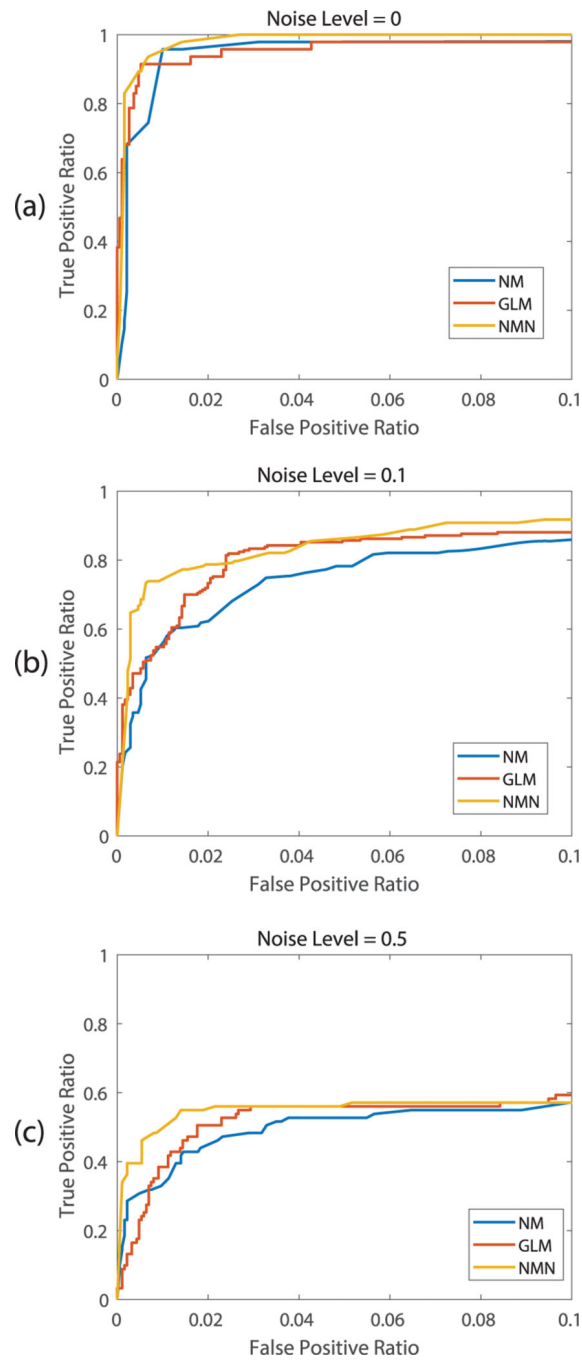 Noise Level = 0
1
0.8
0.6
0.4
0.2
0
True Positive Ratio
(a)
NM
GLM
NMN
0
0.02
0.04
0.06
0.08
0.1
False Positive Ratio
Noise Level = 0.1
1
0.8
0.6
0.4
0.2
0
True Positive Ratio
(b)
NM
GLM
NMN
0
0.02
0.04
0.06
0.08
0.1
False Positive Ratio
Noise Level = 0.5
1
0.8
0.6
0.4
0.2
0
True Positive Ratio
(c)
NM
GLM
NMN
0
0.02
0.04
0.06
0.08
0.1
False Positive Ratio